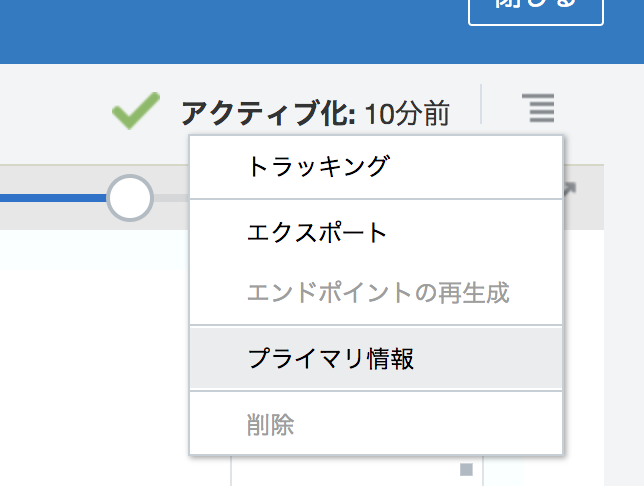 閉じる
アクティブ化: 10分前
トラッキング
エクスポート
エンドポイントの再生成
プライマリ情報
削除